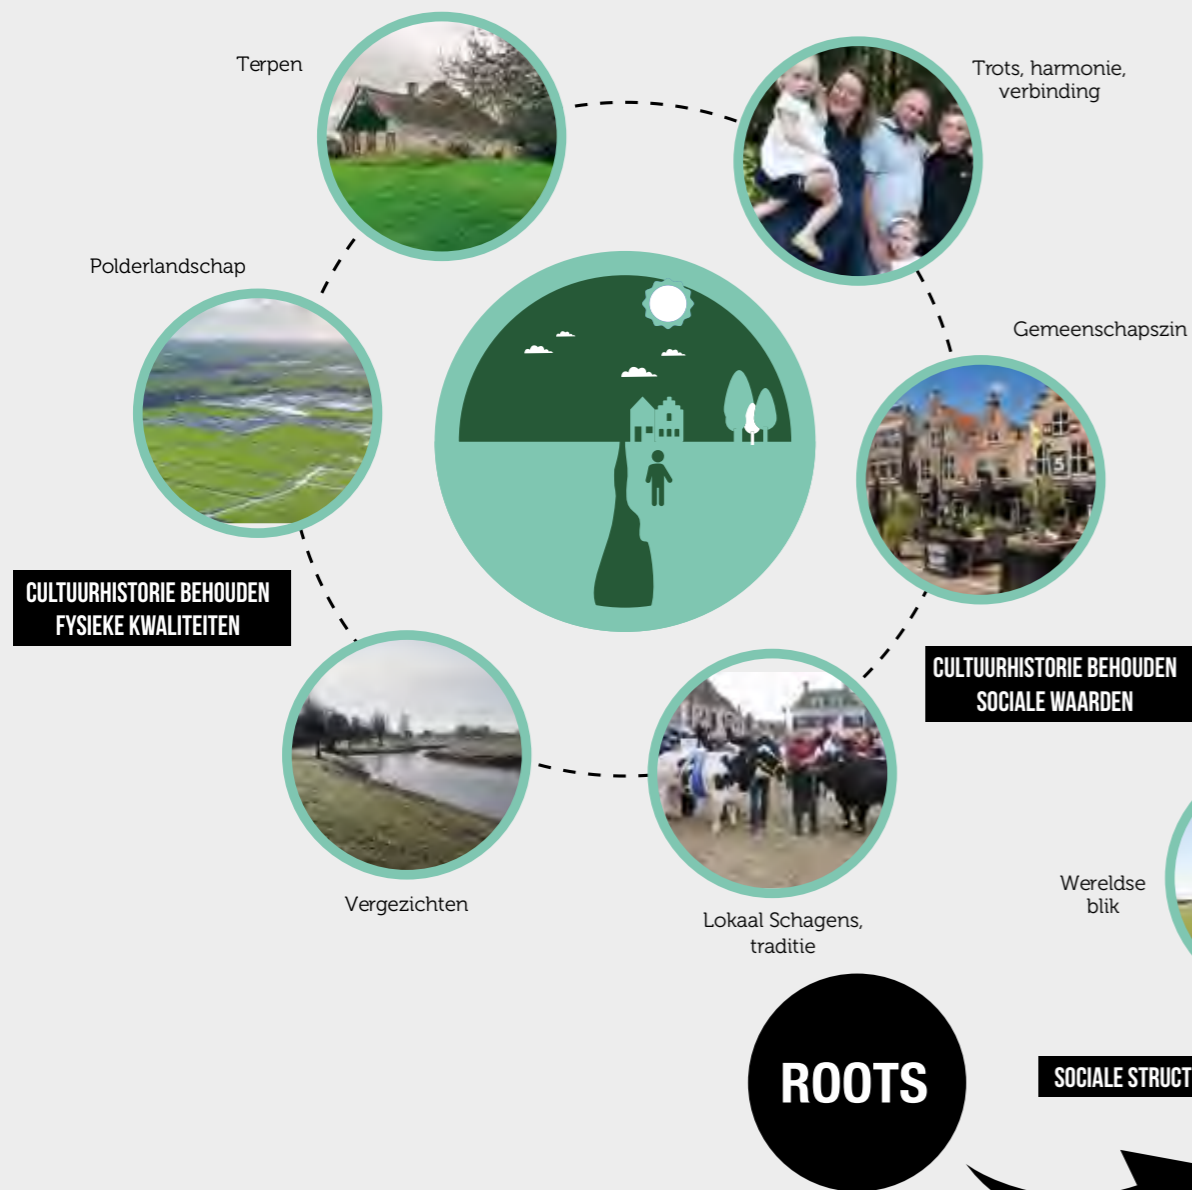 Terpen
Trots, harmonie,
verbinding
Polderlandschap
Gemeenschapszin
5
CULTUURHISTORIE BEHOUDEN
FYSIEKE KWALITEITEN
CULTUURHISTORIE BEHOUDEN
SOCIALE WAARDEN
Vergezichten
Wereldse
blik
Lokaal Schagens,
traditie
ROOTS
SOCIALE STRUCT